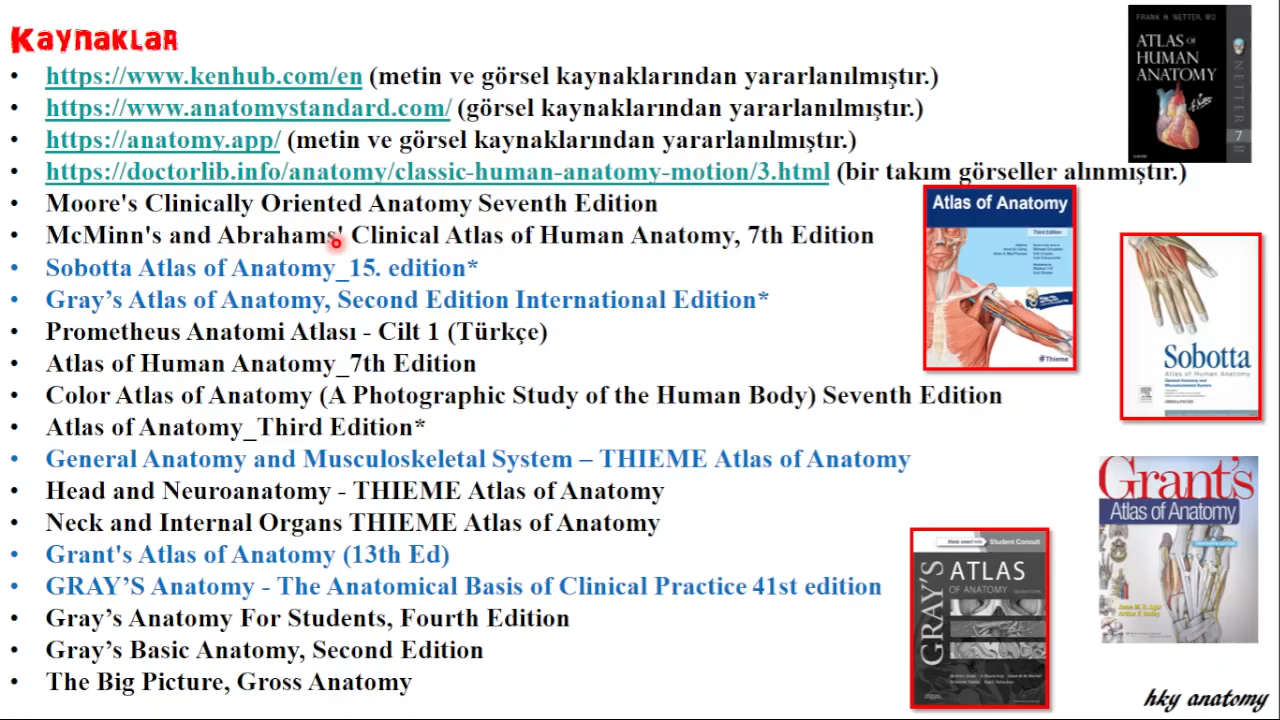 Kaynaklar
• https://www.kenhub.com/en (metin ve görsel kaynaklarından yararlanılmıştır.)
• https://www.anatomystandard.com/ (görsel kaynaklarından yararlanılmıştır.)
• https://anatomy.app/ (metin ve görsel kaynaklarından yararlanılmıştır.)
• https://doctorlib.info/anatomy/classic-human-anatomy-motion/3.html (bir takım görseller alınmıştır.)
• Moore's Clinically Oriented Anatomy Seventh Edition
• McMinn's and Abrahams' Clinical Atlas of Human Anatomy, 7th Edition
• Sobotta Atlas of Anatomy_15. edition*
• Gray’s Atlas of Anatomy, Second Edition International Edition*
• Prometheus Anatomi Atlası - Cilt 1 (Türkçe)
• Atlas of Human Anatomy_7th Edition
• Color Atlas of Anatomy (A Photographic Study of the Human Body) Seventh Edition
• Atlas of Anatomy_Third Edition*
• General Anatomy and Musculoskeletal System – THIEME Atlas of Anatomy
• Head and Neuroanatomy - THIEME Atlas of Anatomy
• Neck and Internal Organs THIEME Atlas of Anatomy
• Grant's Atlas of Anatomy (13th Ed)
• GRAY’S Anatomy - The Anatomical Basis of Clinical Practice 41st edition
• Gray’s Anatomy For Students, Fourth Edition
• Gray’s Basic Anatomy, Second Edition
• The Big Picture, Gross Anatomy
FRANK H. NETTER, MD
ATLAS OF
HUMAN
ANATOMY
NETTER
7
Atlas of Anatomy
Third Edition
Thieme
Sobotta
Atlas of Human Anatomy
Grant's
Atlas of Anatomy
Student Consult
GRAY'S
ATLAS
OF ANATOMY
hky anatomy